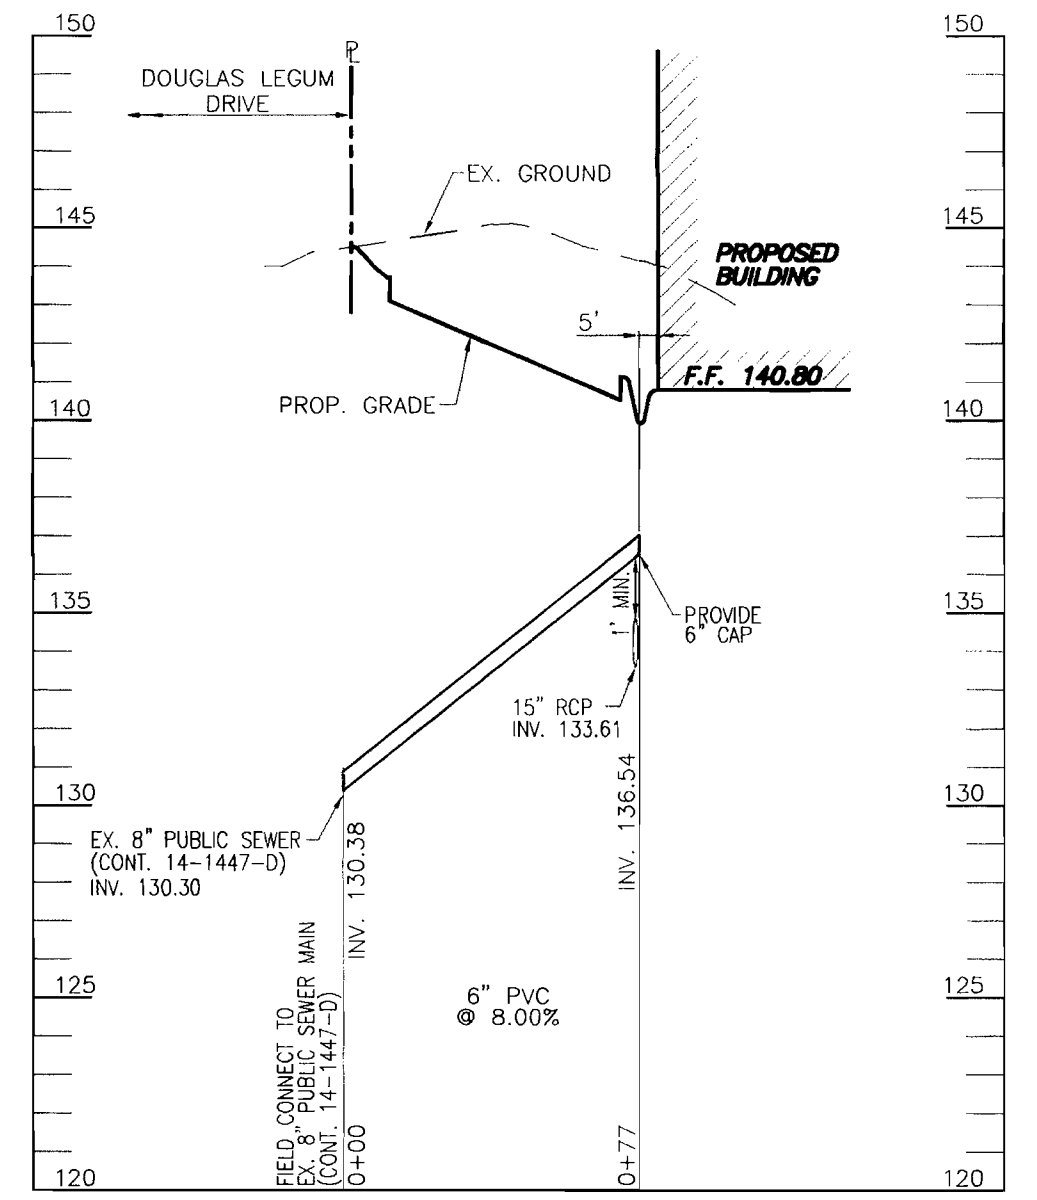 150
150
PL
DOUGLAS LEGUM
DRIVE
EX. GROUND
145
145
PROPOSED
BUILDING
5'
F.F. 140.80
PROP. GRADE
140
140
1' MIN.
135
135
PROVIDE
6" CAP
15" RCP
INV. 133.61
INV. 136.54
130
130
EX. 8" PUBLIC SEWER
(CONT. 14-1447-D)
INV. 130.30
INV. 130.38
FIELD CONNECT TO
EX. 8" PUBLIC SEWER MAIN
(CONT. 14-1447-D)
125
125
6" PVC
@ 8.00%
0+00
0+77
120
120